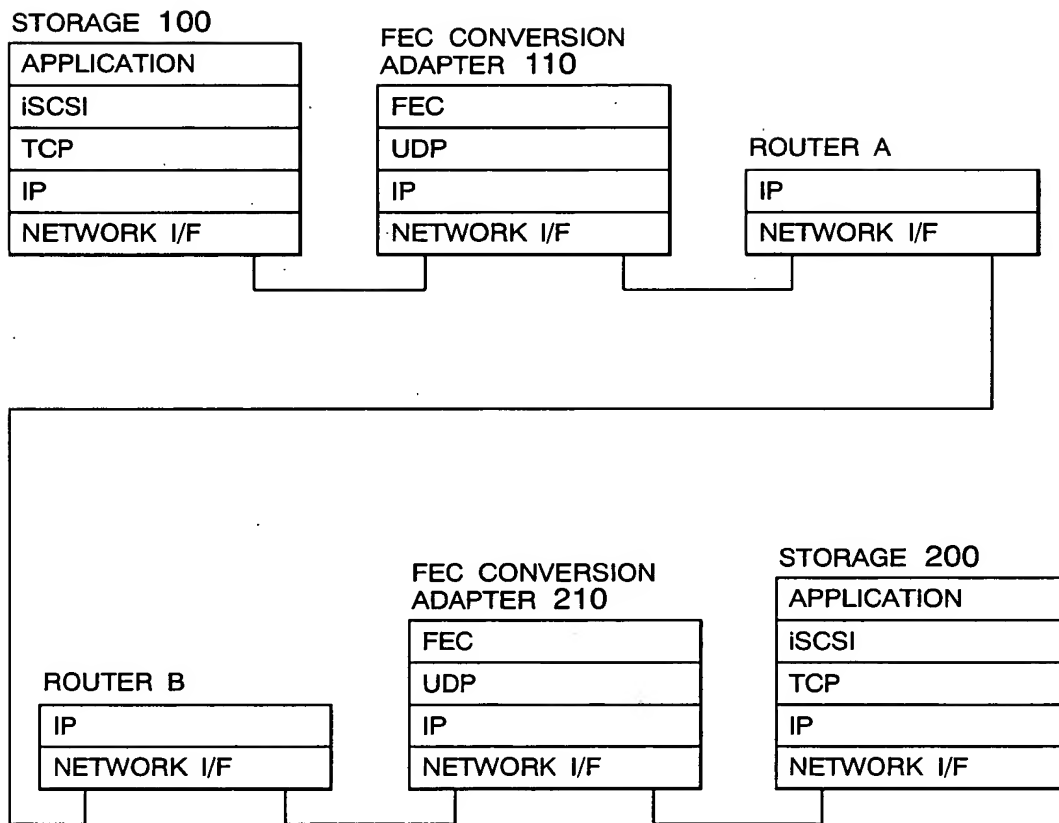 STORAGE 100
APPLICATION
iSCSI
TCP
IP
NETWORK I/F
FEC CONVERSION
ADAPTER 110
FEC
UDP
IP
NETWORK I/F
ROUTER A
IP
NETWORK I/F
ROUTER B
IP
NETWORK I/F
FEC CONVERSION
ADAPTER 210
FEC
UDP
IP
NETWORK I/F
STORAGE 200
APPLICATION
iSCSI
TCP
IP
NETWORK I/F